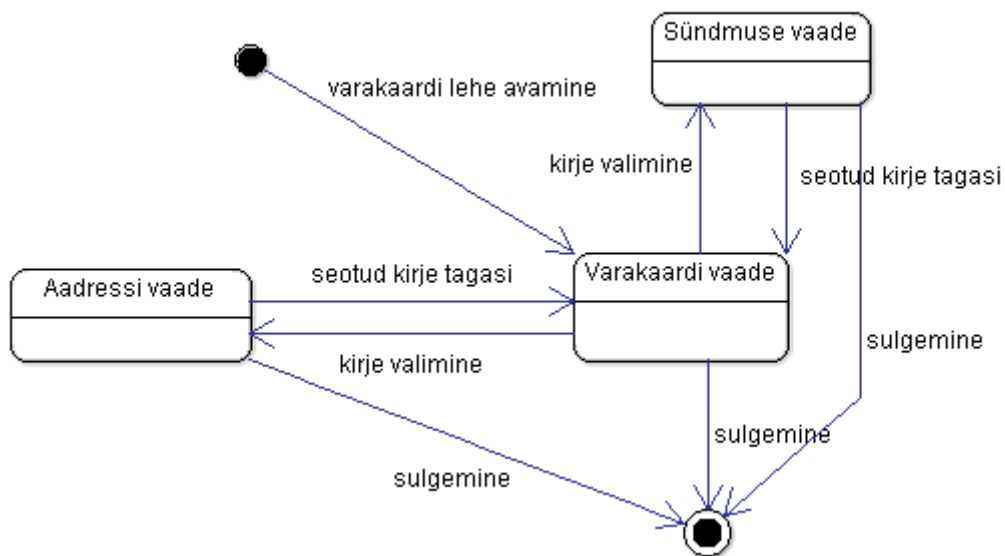 Sündmuse vaade
varakaardi lehe avamine
kirje valimine
seotud kirje tagasi
Aadressi vaade
seotud kirje tagasi
Varakaardi vaade
kirje valimine
sulgemine
sulgemine
sulgemine